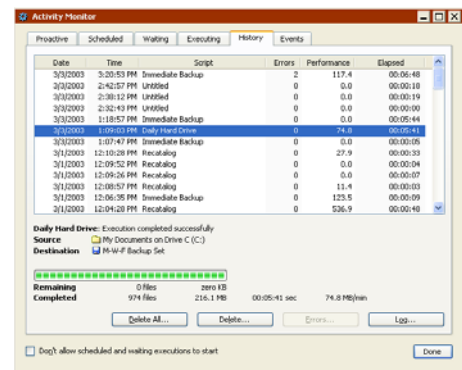 Activity Monitor
Proactive Scheduled Waiting Executing History Events
Date Time Script Errors Performance Elapsed
3/3/2003 3:20:53 PM Immediate Backup 2 117.4 00:06:48
3/3/2003 2:42:57 PM Untitled 0 0.0 00:00:18
3/3/2003 2:38:12 PM Untitled 0 0.0 00:00:19
3/3/2003 2:32:43 PM Untitled 0 0.0 00:00:00
3/3/2003 1:18:57 PM Immediate Backup 0 0.0 00:05:44
3/3/2003 1:09:03 PM Daily Hard Drive 0 74.8 00:05:41
3/3/2003 1:07:47 PM Immediate Backup 0 0.0 00:00:05
3/1/2003 12:10:28 PM Recatalog 0 27.9 00:00:33
3/1/2003 12:09:52 PM Recatalog 0 0.0 00:00:04
3/1/2003 12:09:26 PM Recatalog 0 0.0 00:00:07
3/1/2003 12:08:57 PM Recatalog 0 11.4 00:00:03
3/1/2003 12:06:35 PM Immediate Backup 0 123.5 00:00:09
3/1/2003 12:04:28 PM Recatalog 0 536.9 00:00:48
Daily Hard Drive: Execution completed successfully
Source My Documents on Drive C (C:)
Destination M-W-F Backup Set
Remaining 0 files zero KB
Completed 974 files 216.1 MB 00:05:41 sec 74.8 MB/min
Delete All... Delete... Errors... Log...
Don't allow scheduled and waiting executions to start Done